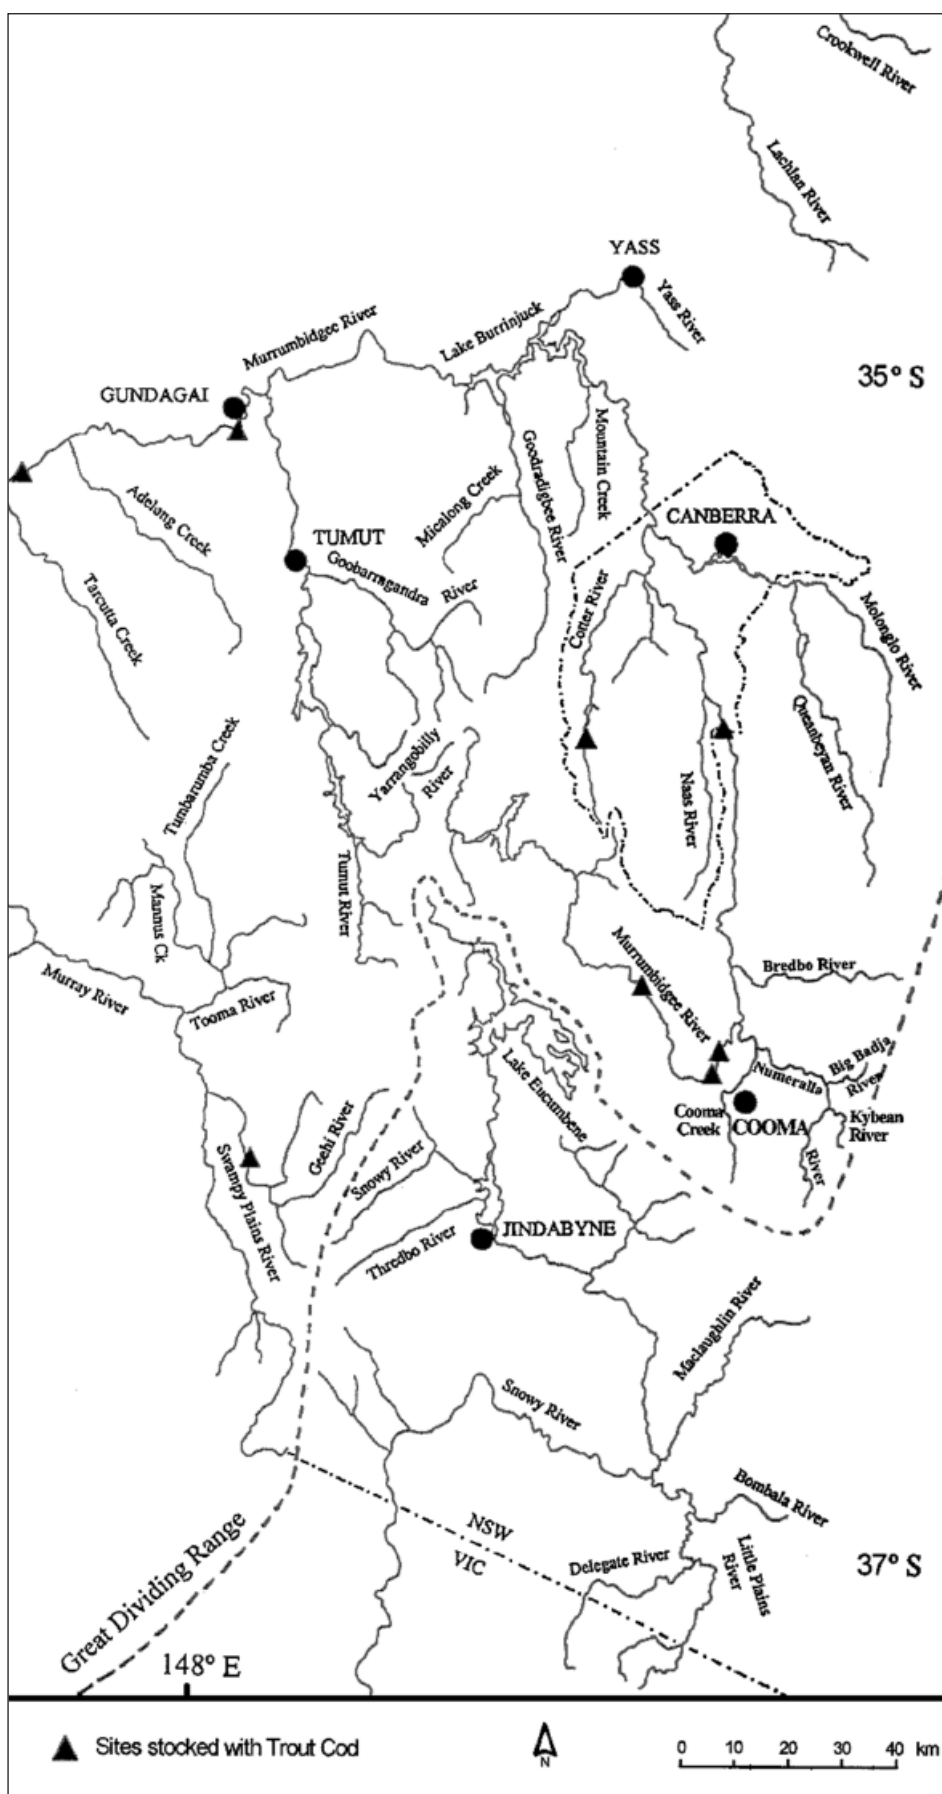 Crookwell River
Lachlan River
YASS
Yass River
Lake Burrinjuck
Murrumbidgee River
35° S
GUNDAGAI
Adelong Creek
Tarcutta Creek
Micalong Creek
Goodradigbee River
Mountain Creek
CANBERRA
TUMUT
Goobarragandra
River
Cotter River
Molonglo River
Queanbeyan River
Naas River
Yarrangobilly
River
Tumbarumba Creek
Mannus Ck
Tumut River
Murray River
Tooma River
Murrumbidgee River
Bredbo River
Big Badja
River
Numeralla
River
Kybean
River
Cooma
Creek
COOMA
Lake Eucumbene
Geehi River
Snowy River
Swampy Plains River
Thredbo River
JINDABYNE
Maclaughlin River
Snowy River
Bombala River
NSW
VIC
Delegate River
Little Plains
River
37° S
Great Dividing Range
148° E
Sites stocked with Trout Cod
N
0 10 20 30 40 km